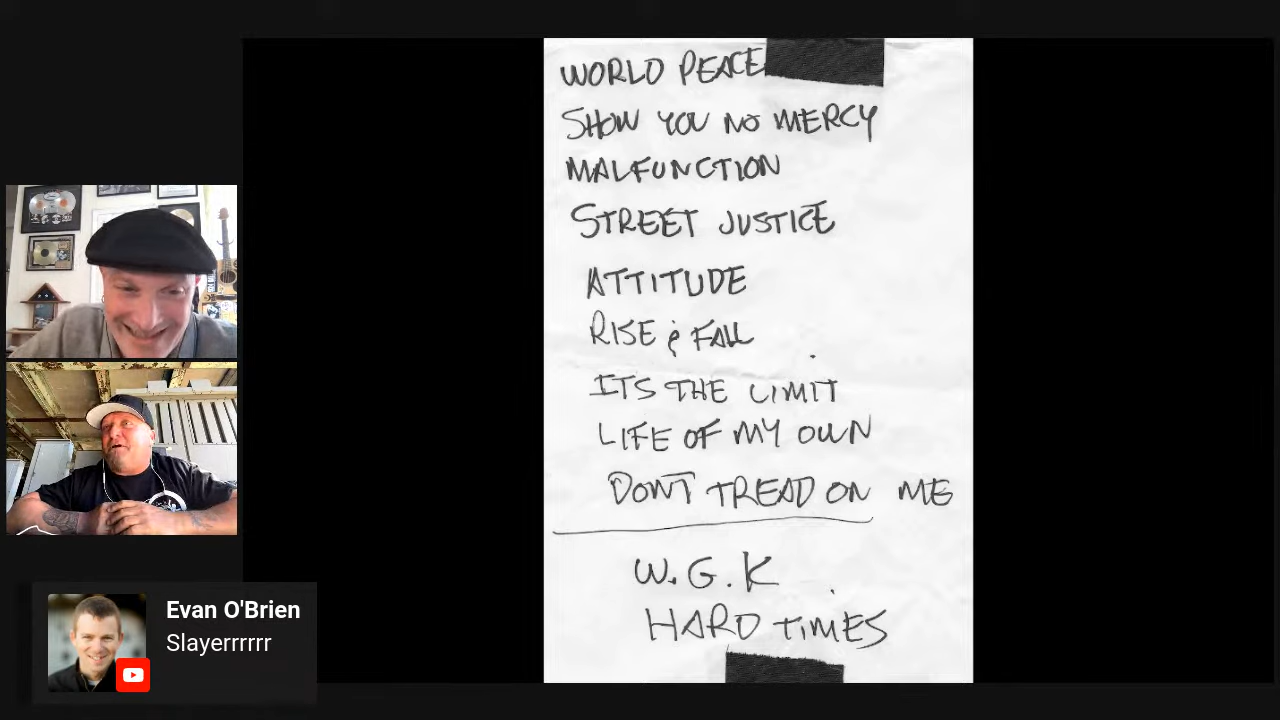 WORLD PEACE
SHOW YOU NO MERCY
MALFUNCTION
STREET JUSTICE
ATTITUDE
RISE & FALL
ITS THE LIMIT
LIFE OF MY OWN
DONT TREAD ON ME
W.G.K
HARD TIMES
Evan O'Brien
Slayerrrrrr